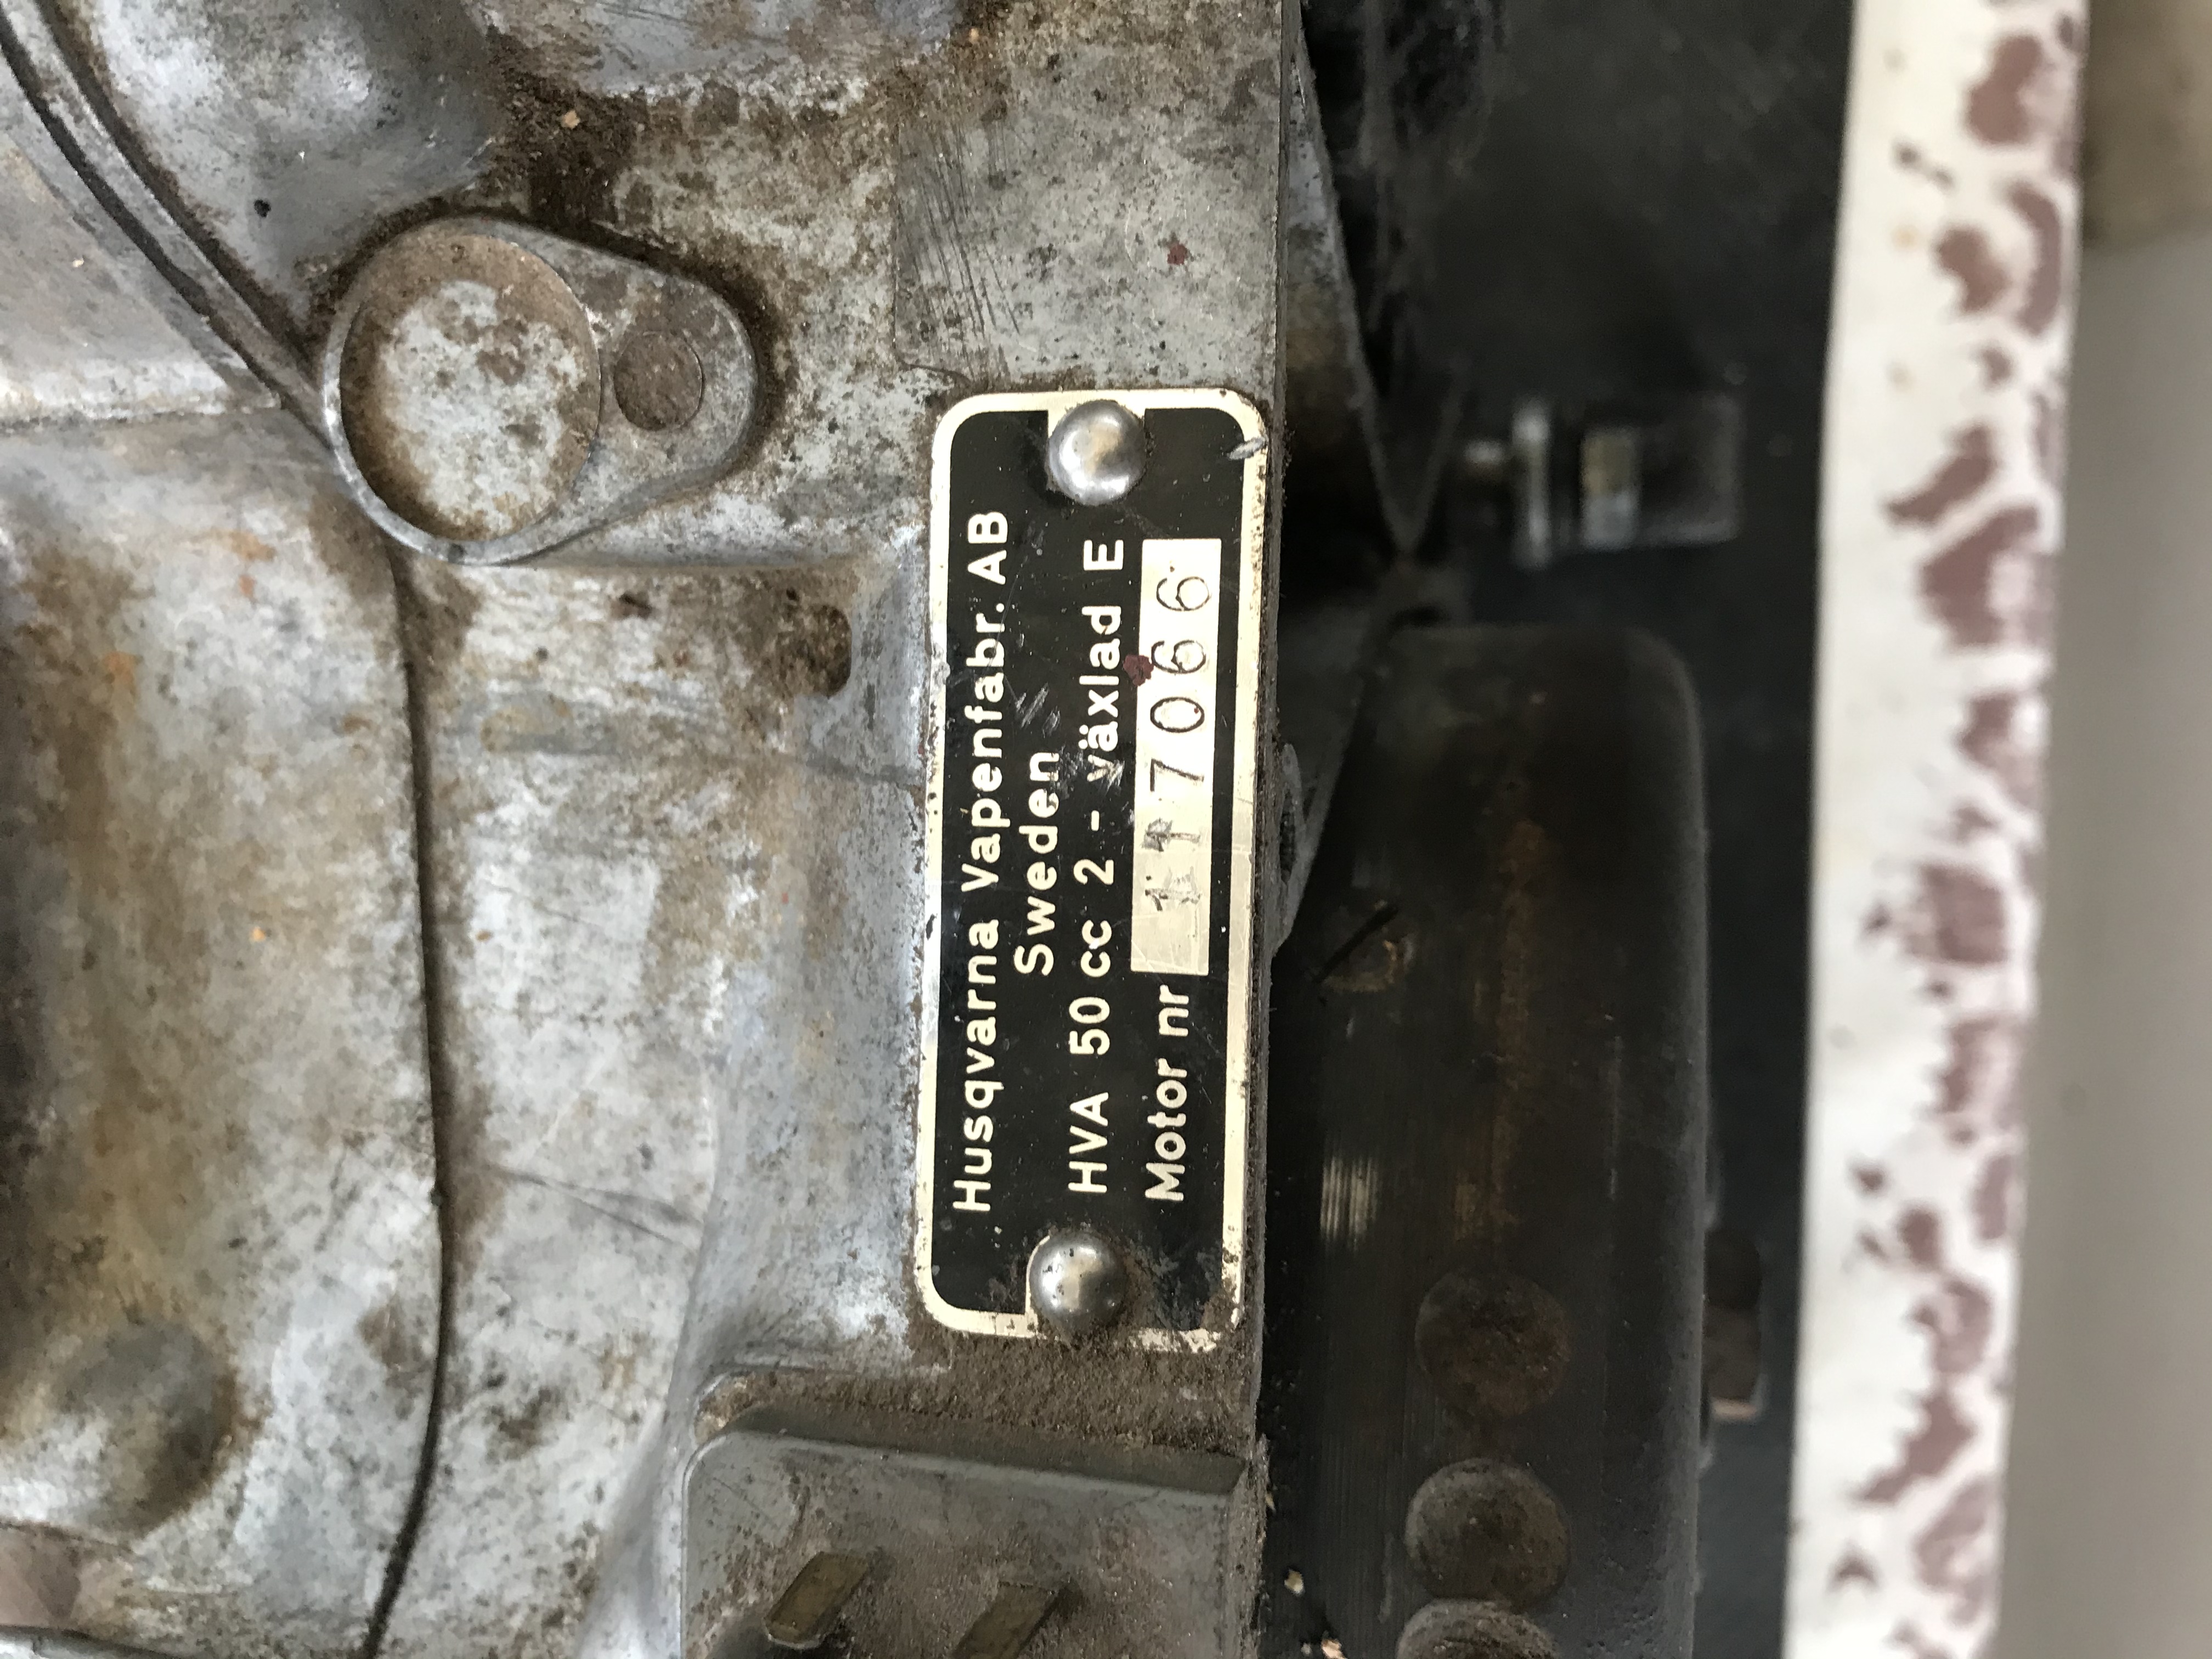 Husqvarna Vapenfabr. AB
Sweden
HVA 50 cc 2 - växlad E
Motor nr 117066